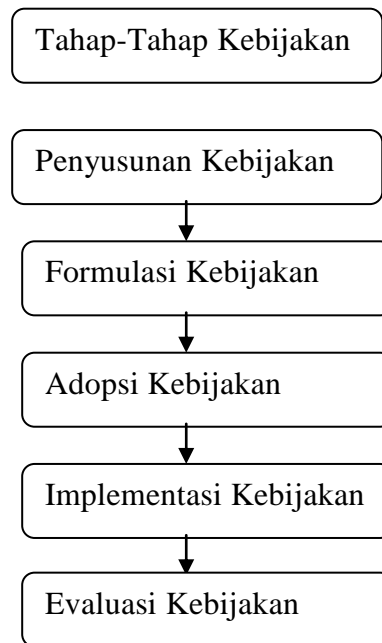 Tahap-Tahap Kebijakan
Penyusunan Kebijakan
Formulasi Kebijakan
Adopsi Kebijakan
Implementasi Kebijakan
Evaluasi Kebijakan